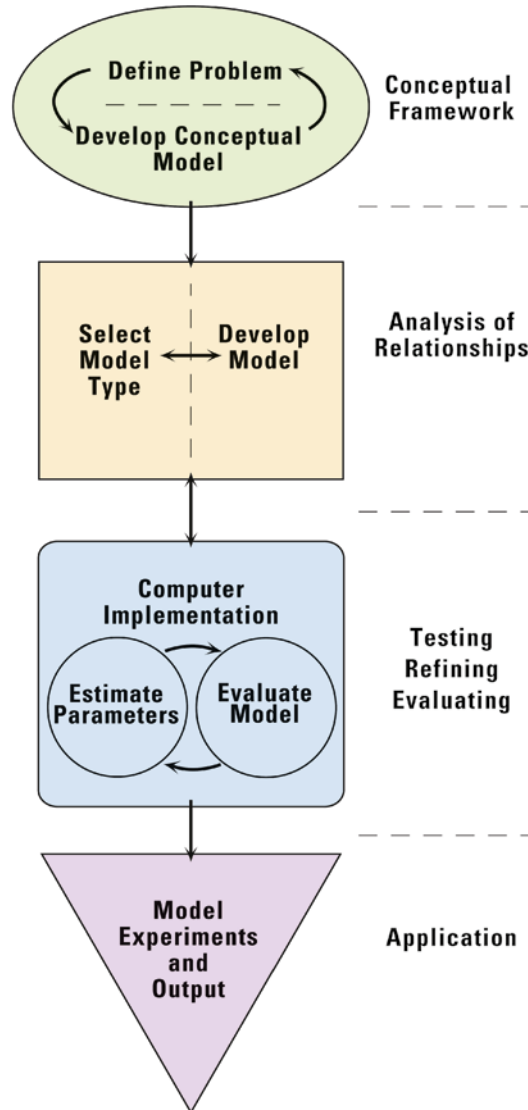 Define Problem
Develop Conceptual
Model
Conceptual
Framework
Select
Model
Type
Develop
Model
Analysis of
Relationships
Computer
Implementation
Estimate
Parameters
Evaluate
Model
Testing
Refining
Evaluating
Model
Experiments
and
Output
Application